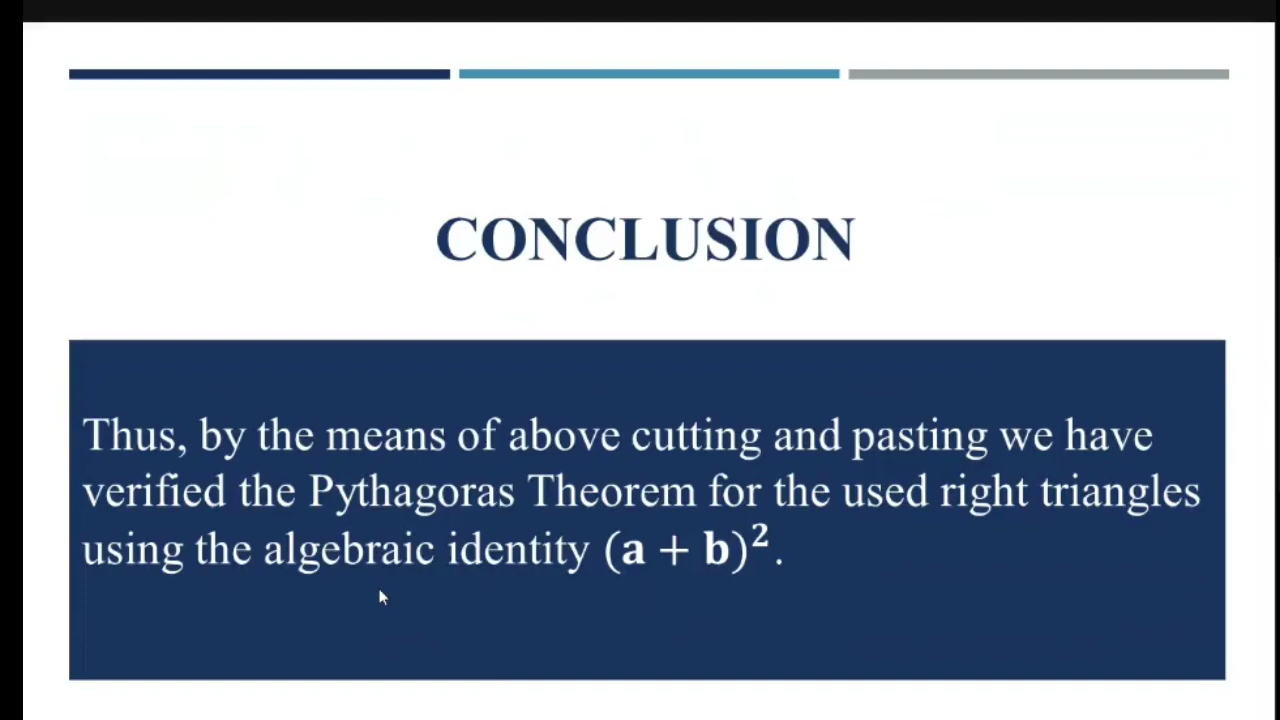 CONCLUSION
Thus, by the means of above cutting and pasting we have
verified the Pythagoras Theorem for the used right triangles
using the algebraic identity (a + b)².